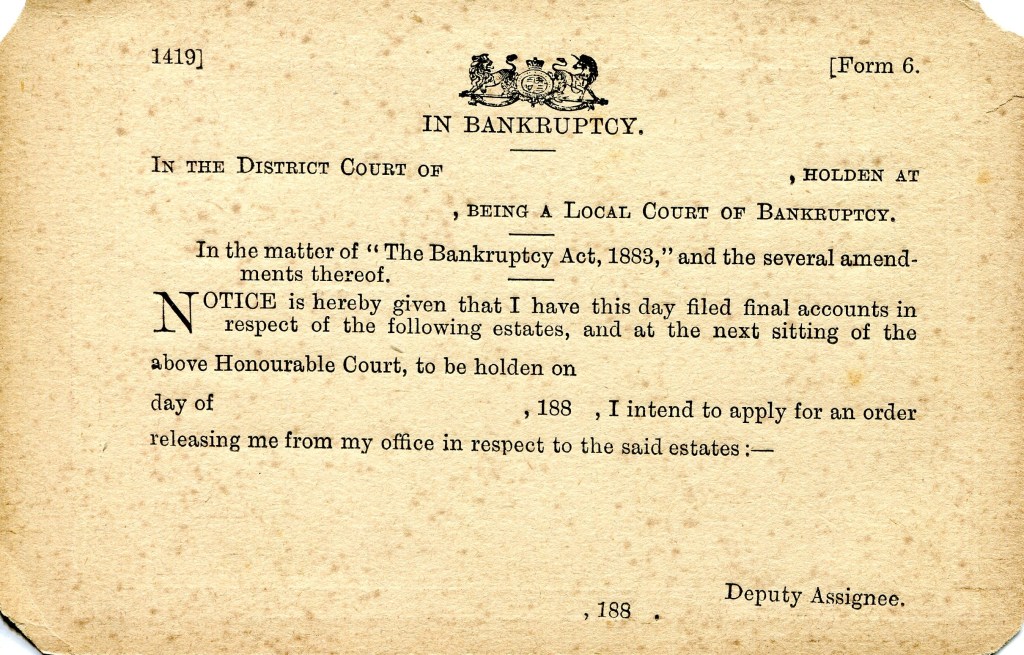 1419]
[Form 6.
IN BANKRUPTCY.
IN THE DISTRICT COURT OF , HOLDEN AT
, BEING A LOCAL COURT OF BANKRUPTCY.
In the matter of “The Bankruptcy Act, 1883,” and the several amend-
ments thereof.
NOTICE is hereby given that I have this day filed final accounts in
respect of the following estates, and at the next sitting of the
above Honourable Court, to be holden on
day of , 188 , I intend to apply for an order
releasing me from my office in respect to the said estates:—
Deputy Assignee.
, 188 .